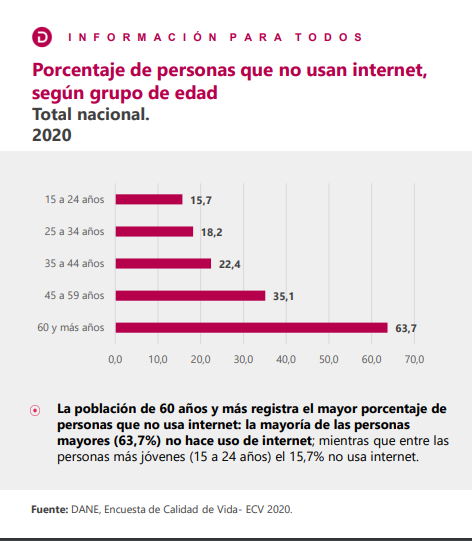 D INFORMACIÓN PARA TODOS
Porcentaje de personas que no usan internet,
según grupo de edad
Total nacional.
2020
15 a 24 años 15,7
25 a 34 años 18,2
35 a 44 años 22,4
45 a 59 años 35,1
60 y más años 63,7
0,0 10,0 20,0 30,0 40,0 50,0 60,0 70,0
La población de 60 años y más registra el mayor porcentaje de
personas que no usa internet: la mayoría de las personas
mayores (63,7%) no hace uso de internet; mientras que entre las
personas más jóvenes (15 a 24 años) el 15,7% no usa internet.
Fuente: DANE, Encuesta de Calidad de Vida- ECV 2020.